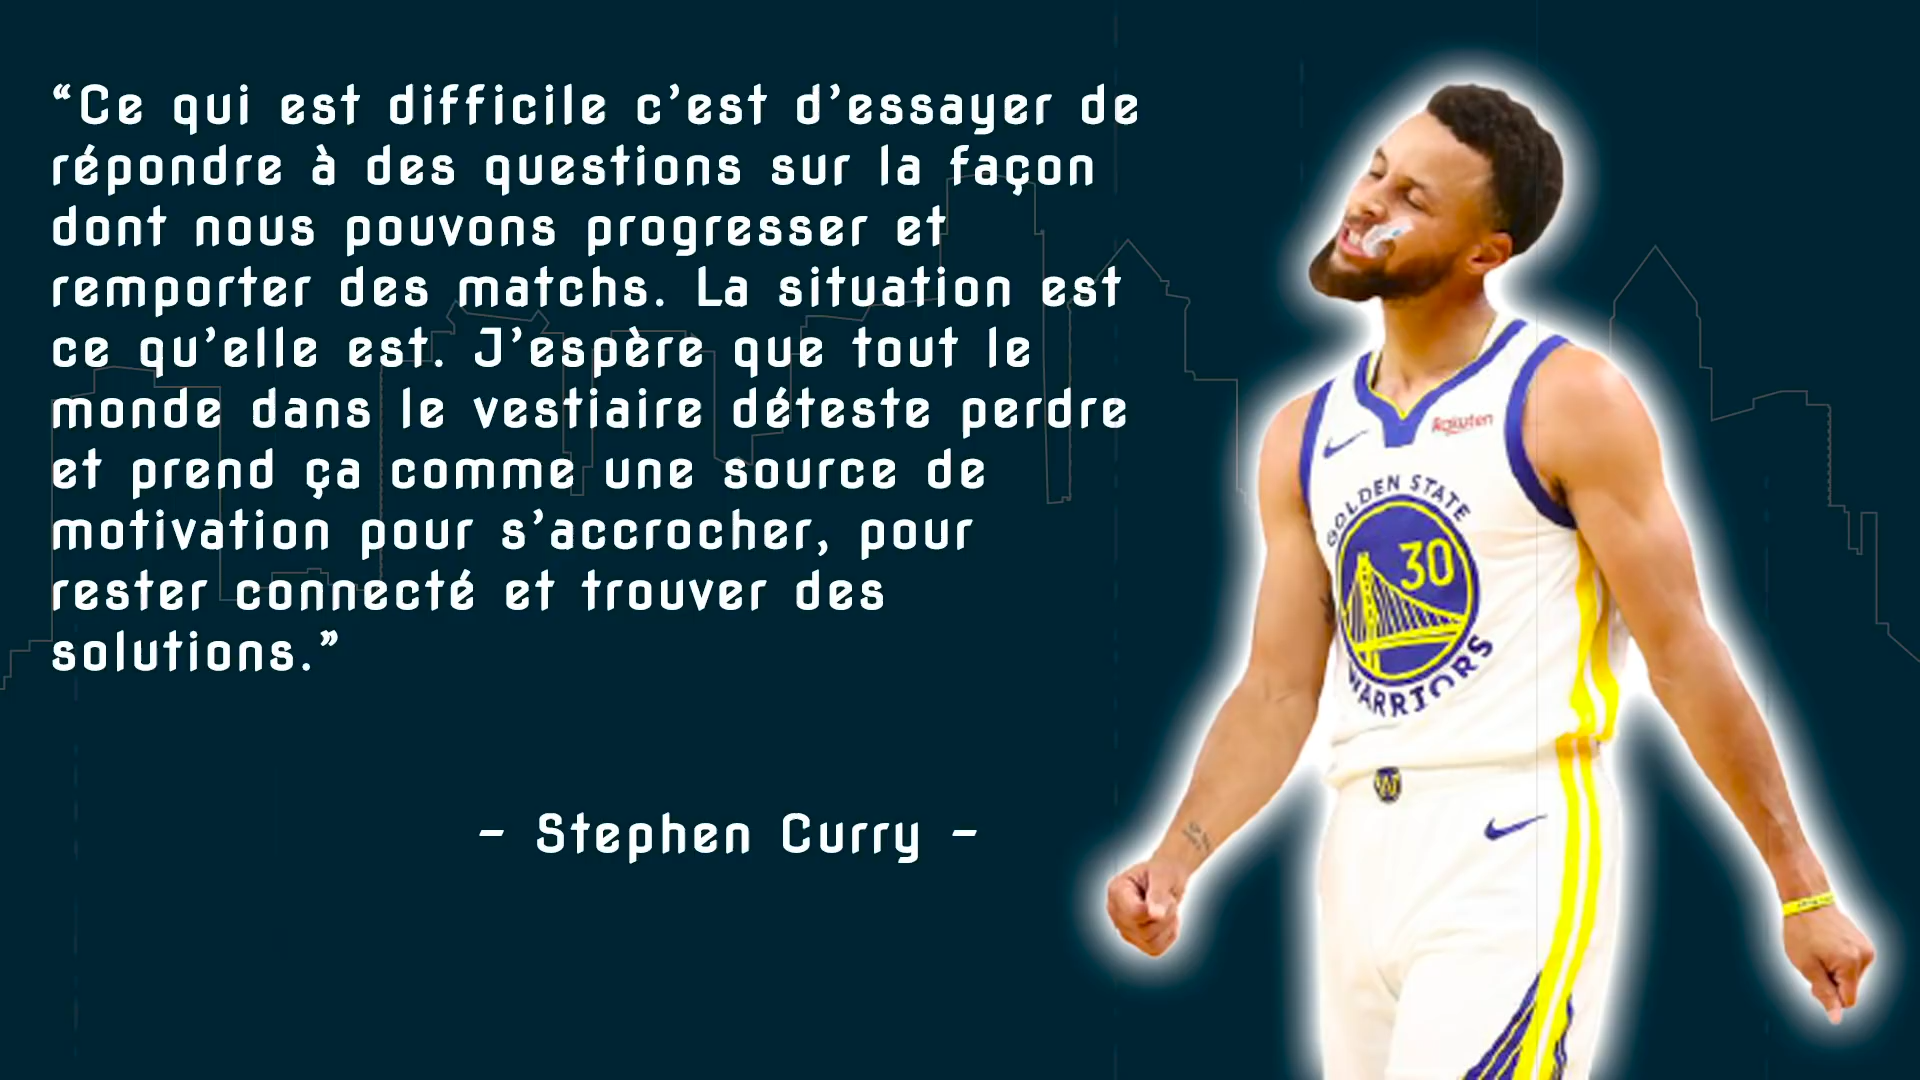 “Ce qui est difficile c’est d’essayer de
répondre à des questions sur la façon
dont nous pouvons progresser et
remporter des matchs. La situation est
ce qu’elle est. J’espère que tout le
monde dans le vestiaire déteste perdre
et prend ça comme une source de
motivation pour s’accrocher, pour
rester connecté et trouver des
solutions.”
- Stephen Curry -
Rakuten
GOLDEN STATE
30
WARRIORS